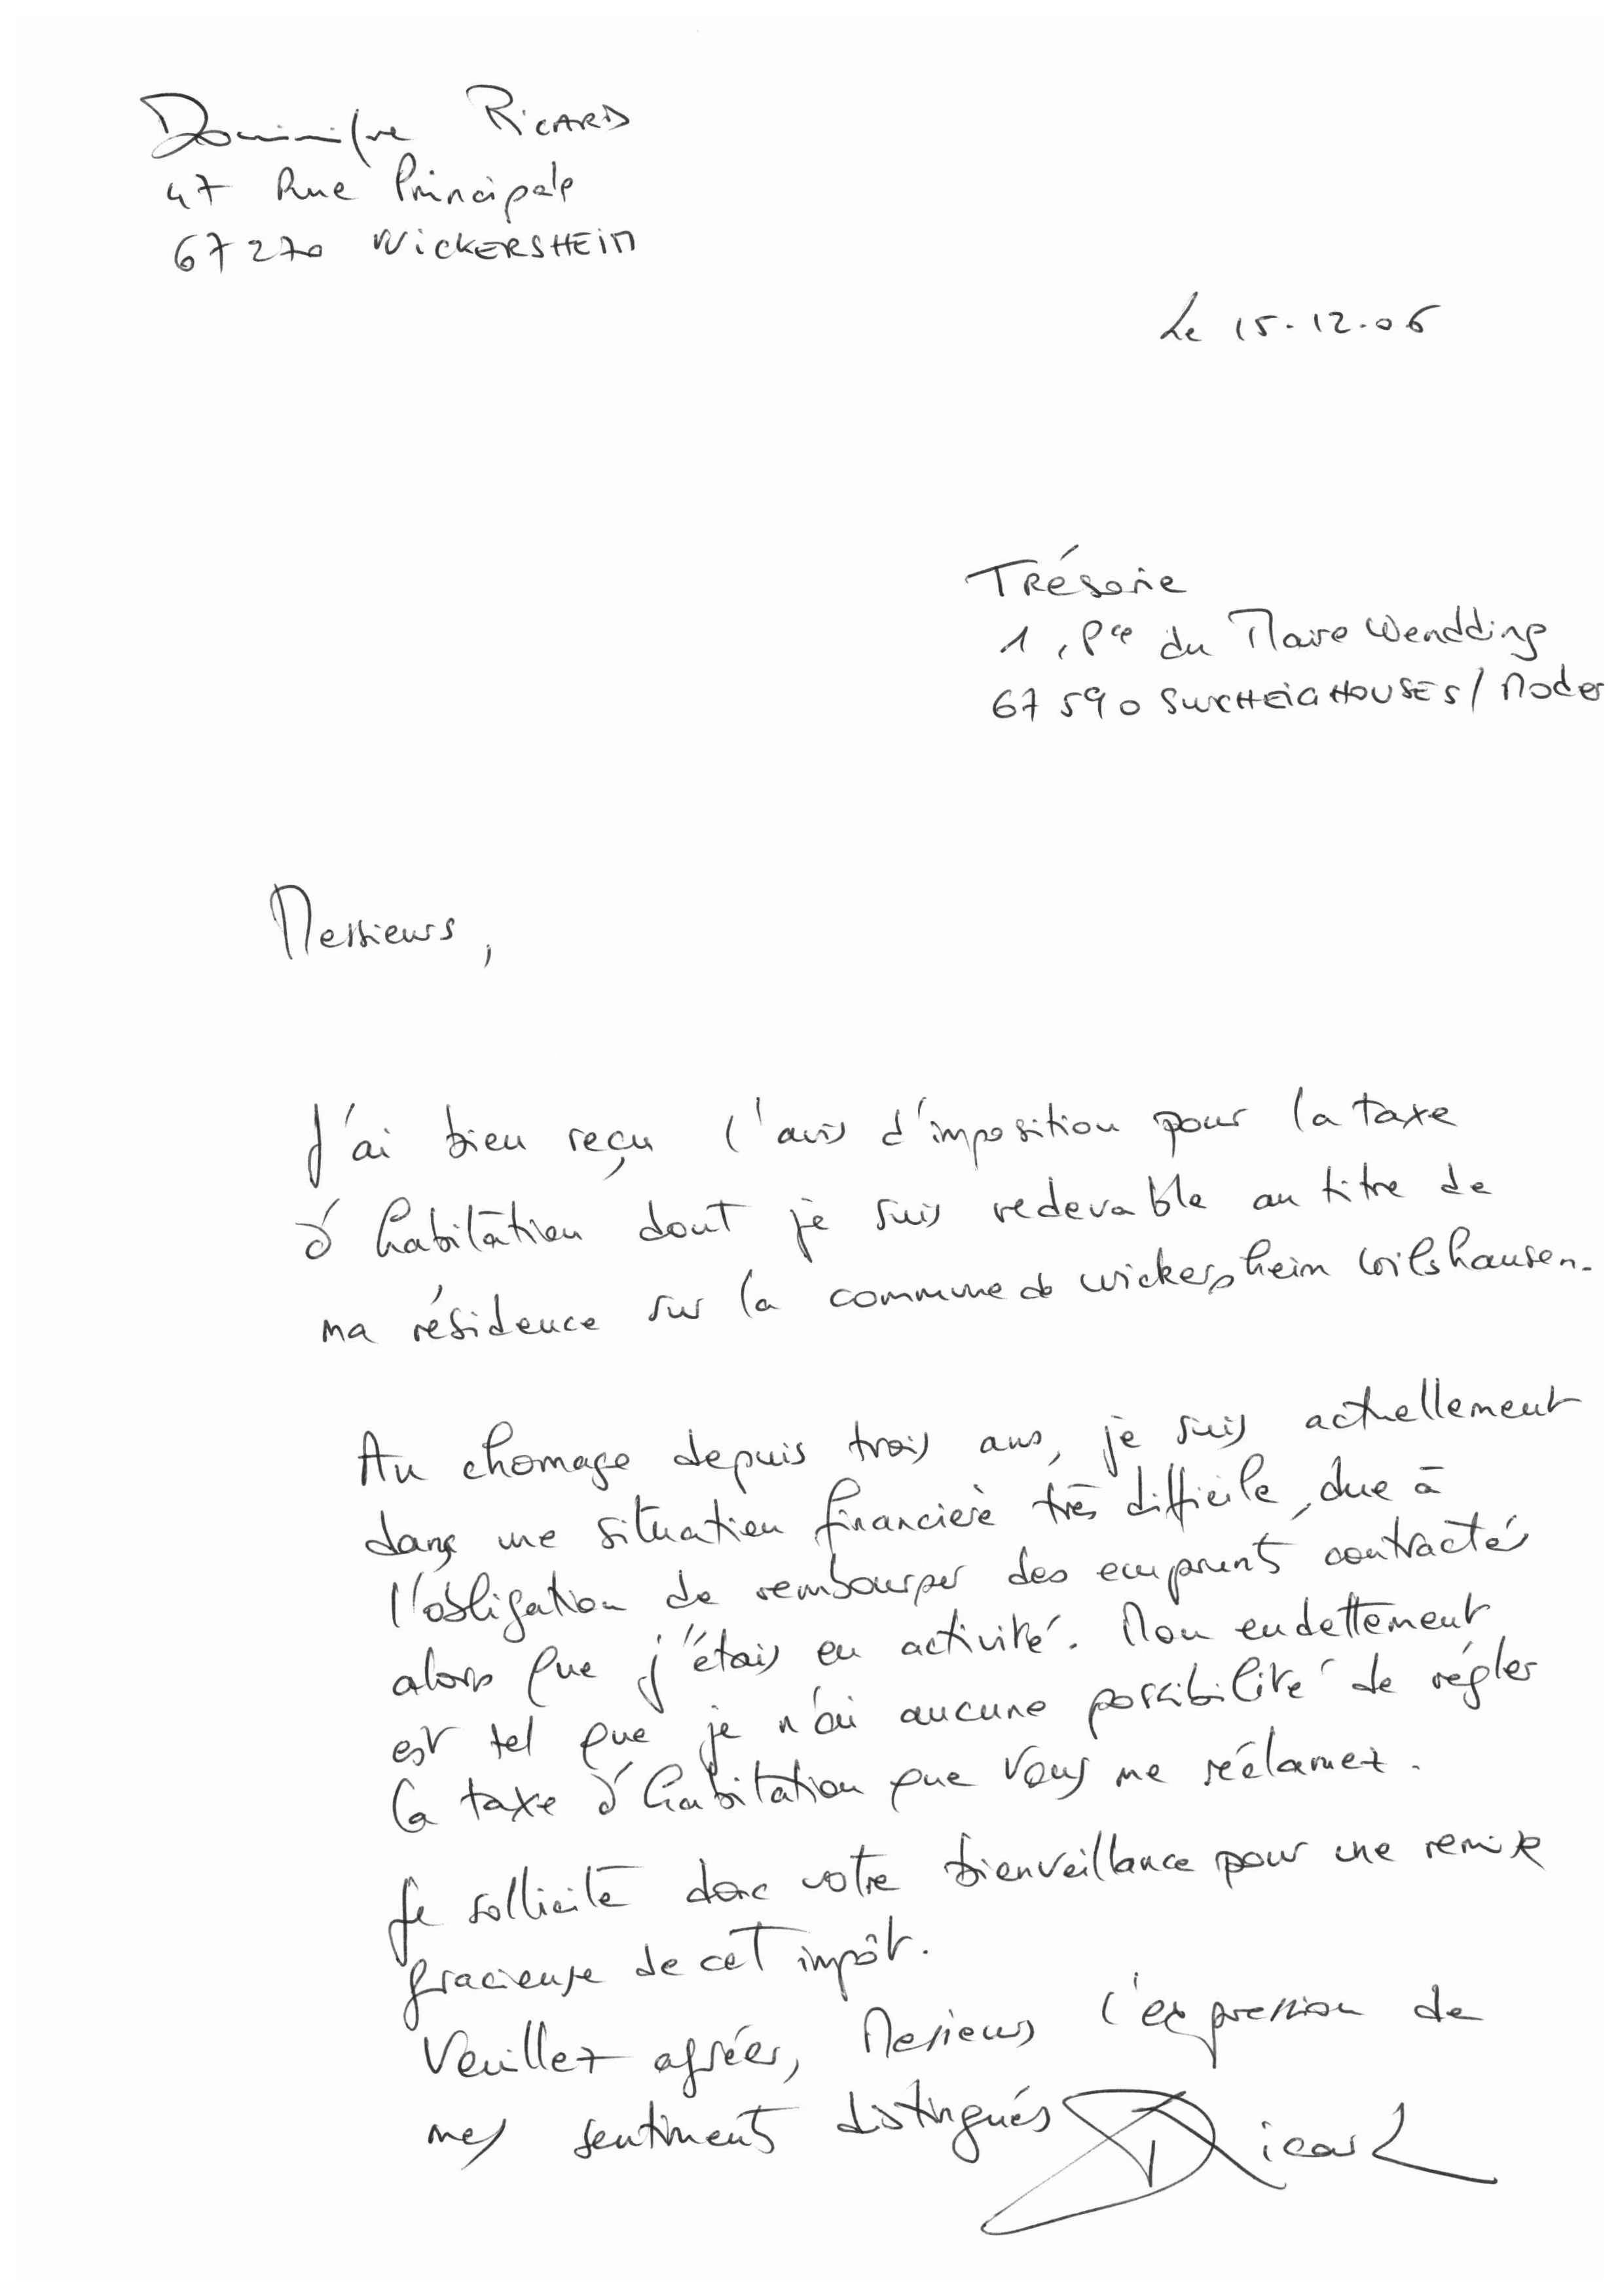 Dominique RICARD
47 Rue Principale
67270 WICKERSHEIM
Le 15-12-06
Trésorie
1, Pce du Maire Wendding
67590 SWCHEIGHOUSES / Moder
Messieurs,
J'ai bien reçu l'avis d'imposition pour la taxe
d'habitation dont je suis redevable au titre de
ma résidence sur la commune de wickersheim wilshausen.
Au chomage depuis trois ans, je suis actuellement
dans une situation financière très difficile, due à
l'obligation de rembourser des emprunts contractés
alors que j'étais en activité. Mon endettement
est tel que je n'ai aucune possibilité de régler
la taxe d'habitation que vous me réclamez.
Je sollicite donc votre bienveillance pour une remise
gracieuse de cet impôt.
Veuillez agréer, Messieurs l'expression de
mes sentiments distingués
DRicard